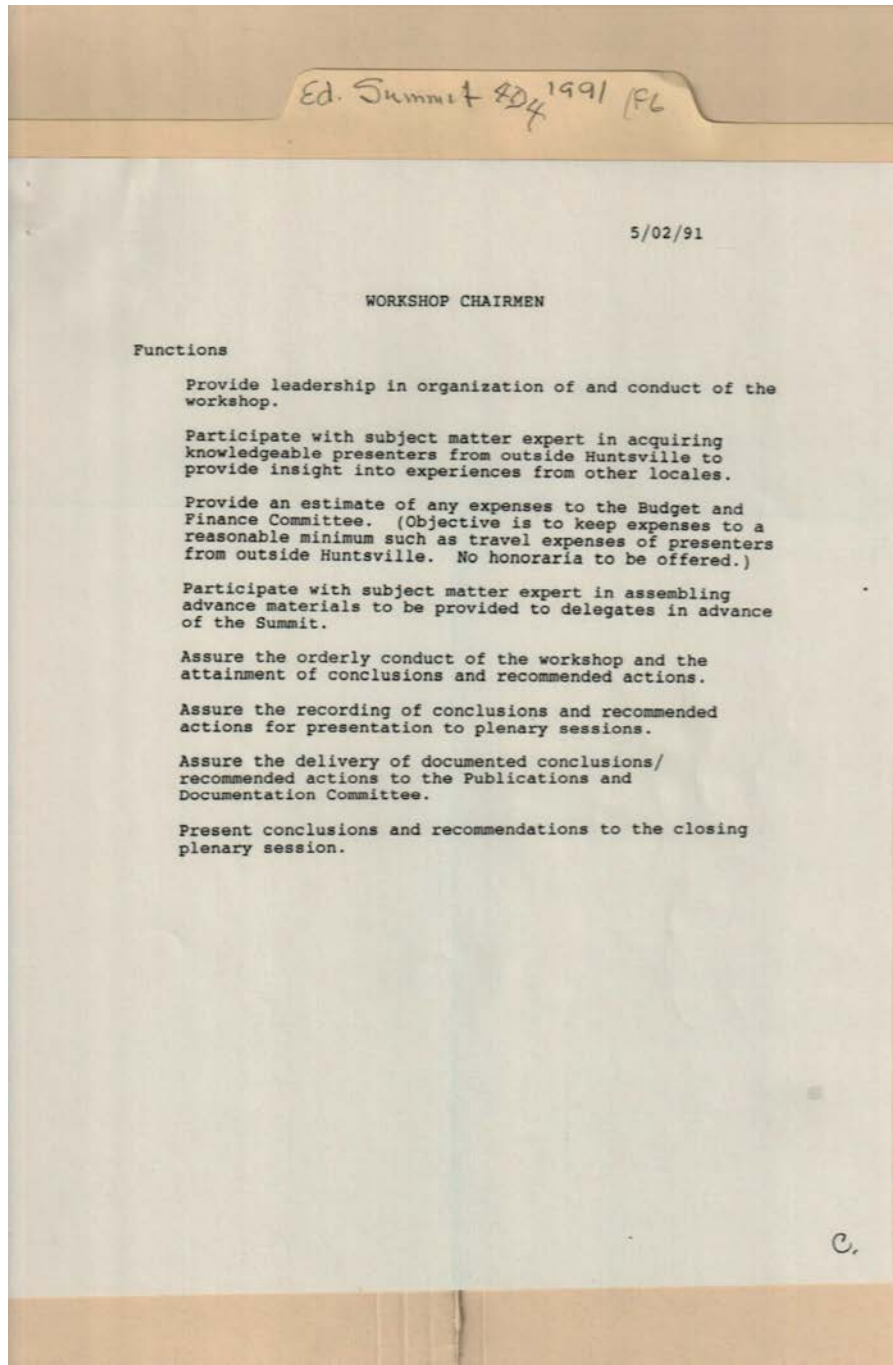 Ed. Summit 1991
5/02/91
WORKSHOP CHAIRMEN
Functions
Provide leadership in organization of and conduct of the
workshop.
Participate with subject matter expert in acquiring
knowledgeable presenters from outside Huntsville to
provide insight into experiences from other locales.
Provide an estimate of any expenses to the Budget and
Finance Committee. (Objective is to keep expenses to a
reasonable minimum such as travel expenses of presenters
from outside Huntsville. No honoraria to be offered.)
Participate with subject matter expert in assembling
advance materials to be provided to delegates in advance
of the Summit.
Assure the orderly conduct of the workshop and the
attainment of conclusions and recommended actions.
Assure the recording of conclusions and recommended
actions for presentation to plenary sessions.
Assure the delivery of documented conclusions/
recommended actions to the Publications and
Documentation Committee.
Present conclusions and recommendations to the closing
plenary session.
C.